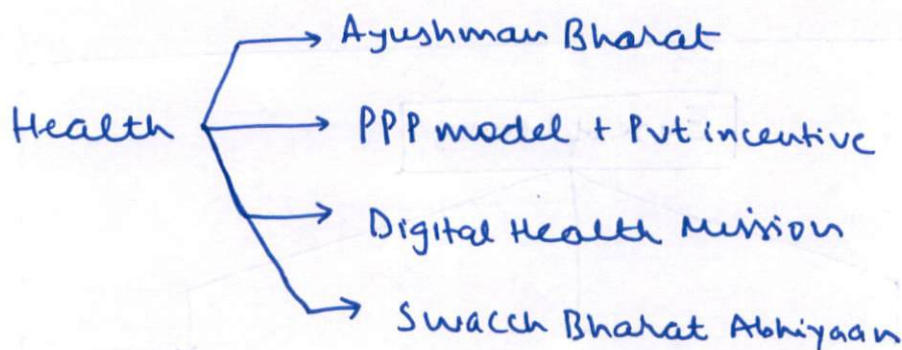 Ayushman Bharat
Health
PPP model + Pvt incentive
Digital Health Mission
Swacch Bharat Abhiyaan